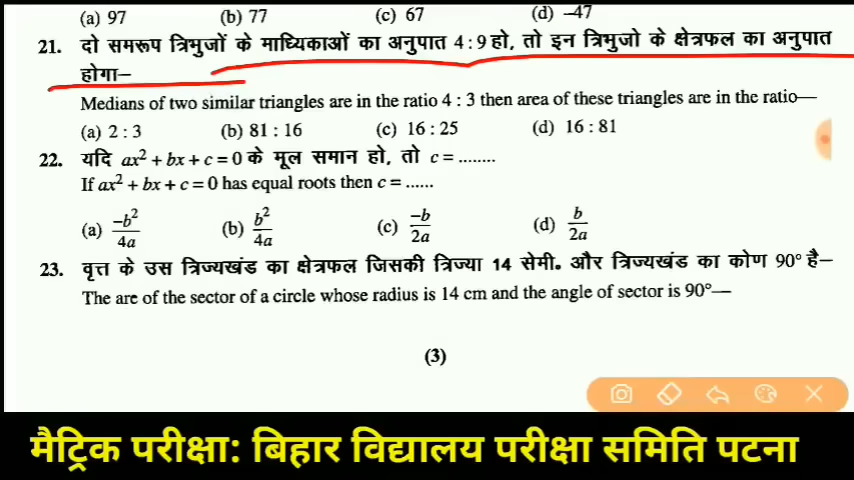 (a) 97 (b) 77 (c) 67 (d) –47
21. दो समरूप त्रिभुजों के माध्यिकाओं का अनुपात 4 : 9 हो, तो इन त्रिभुजो के क्षेत्रफल का अनुपात
होगा–
Medians of two similar triangles are in the ratio 4 : 3 then area of these triangles are in the ratio—
(a) 2 : 3 (b) 81 : 16 (c) 16 : 25 (d) 16 : 81
22. यदि ax² + bx + c = 0 के मूल समान हो, तो c = ........
If ax² + bx + c = 0 has equal roots then c = ......
(a) –b²/4a (b) b²/4a (c) –b/2a (d) b/2a
23. वृत्त के उस त्रिज्यखंड का क्षेत्रफल जिसकी त्रिज्या 14 सेमी. और त्रिज्यखंड का कोण 90° है–
The are of the sector of a circle whose radius is 14 cm and the angle of sector is 90°—
(3)
मैट्रिक परीक्षा: बिहार विद्यालय परीक्षा समिति पटना